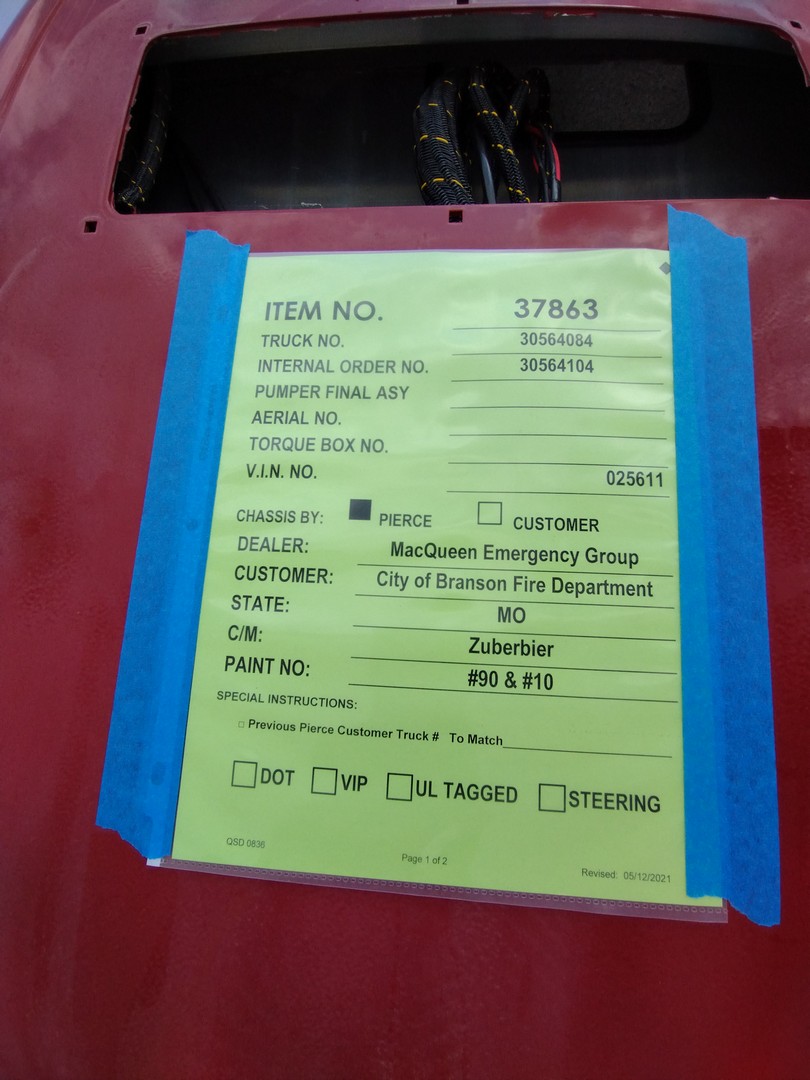 ITEM NO. 37863
TRUCK NO. 30564084
INTERNAL ORDER NO. 30564104
PUMPER FINAL ASY
AERIAL NO.
TORQUE BOX NO.
V.I.N. NO. 025611
CHASSIS BY: PIERCE CUSTOMER
DEALER: MacQueen Emergency Group
CUSTOMER: City of Branson Fire Department
STATE: MO
C/M: Zuberbier
PAINT NO: #90 & #10
SPECIAL INSTRUCTIONS:
Previous Pierce Customer Truck # To Match
DOT VIP UL TAGGED STEERING
QSD 0836 Page 1 of 2 Revised: 05/12/2021